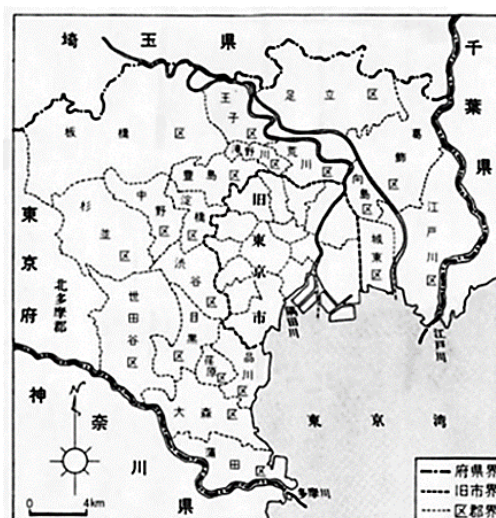 埼玉県
千葉県
足立区
王子区
板橋区
葛飾区
滝野川区
荒川区
豊島区
向島区
中野区
淀橋区
旧東京市
杉並区
城東区
江戸川区
東京府
北多摩郡
渋谷区
世田谷区
目黒区
荏原区
品川区
隅田川
江戸川
大森区
東京湾
神奈川県
蒲田区
多摩川
0 4km
府県界
旧市界
区郡界